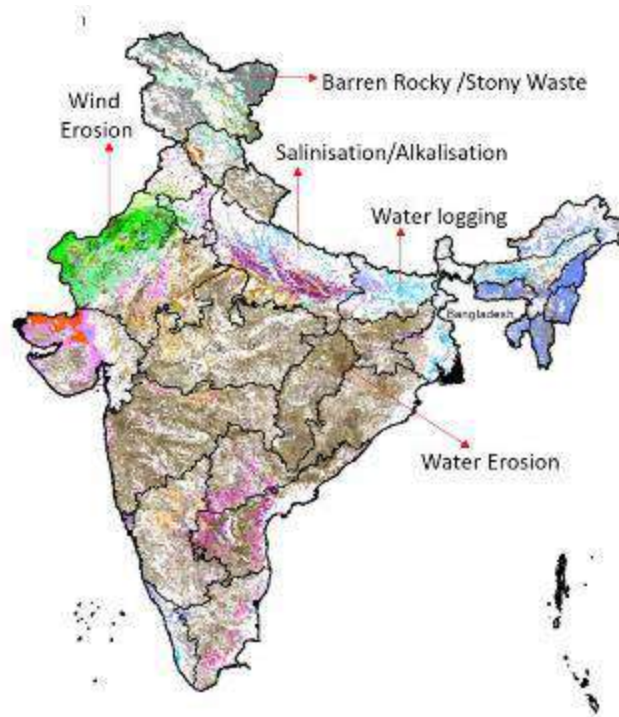 Barren Rocky /Stony Waste
Wind
Erosion
Salinisation/Alkalisation
Water logging
Bangladesh
Water Erosion